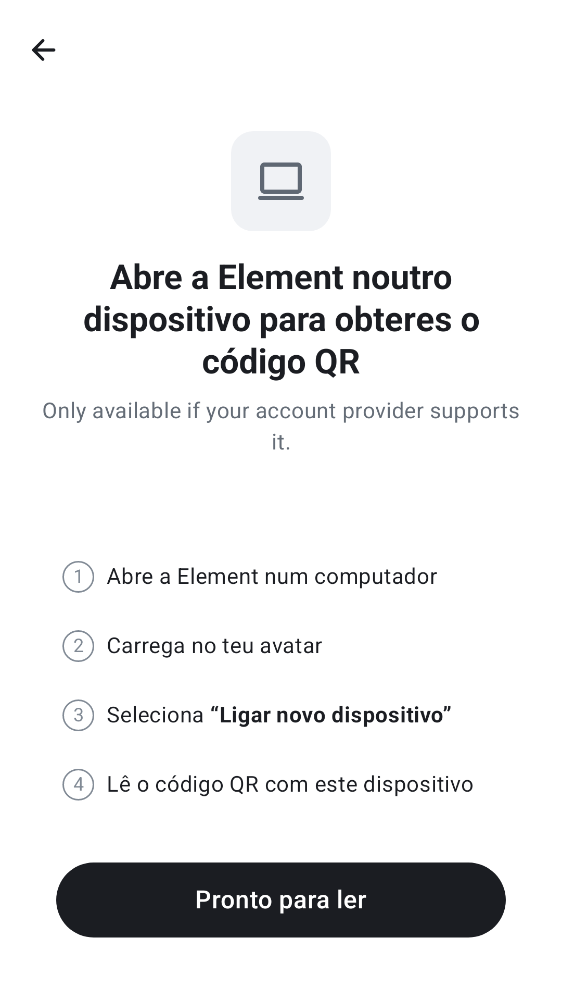 Abre a Element noutro
dispositivo para obteres o
código QR
Only available if your account provider supports
it.
1 Abre a Element num computador
2 Carrega no teu avatar
3 Seleciona “Ligar novo dispositivo”
4 Lê o código QR com este dispositivo
Pronto para ler